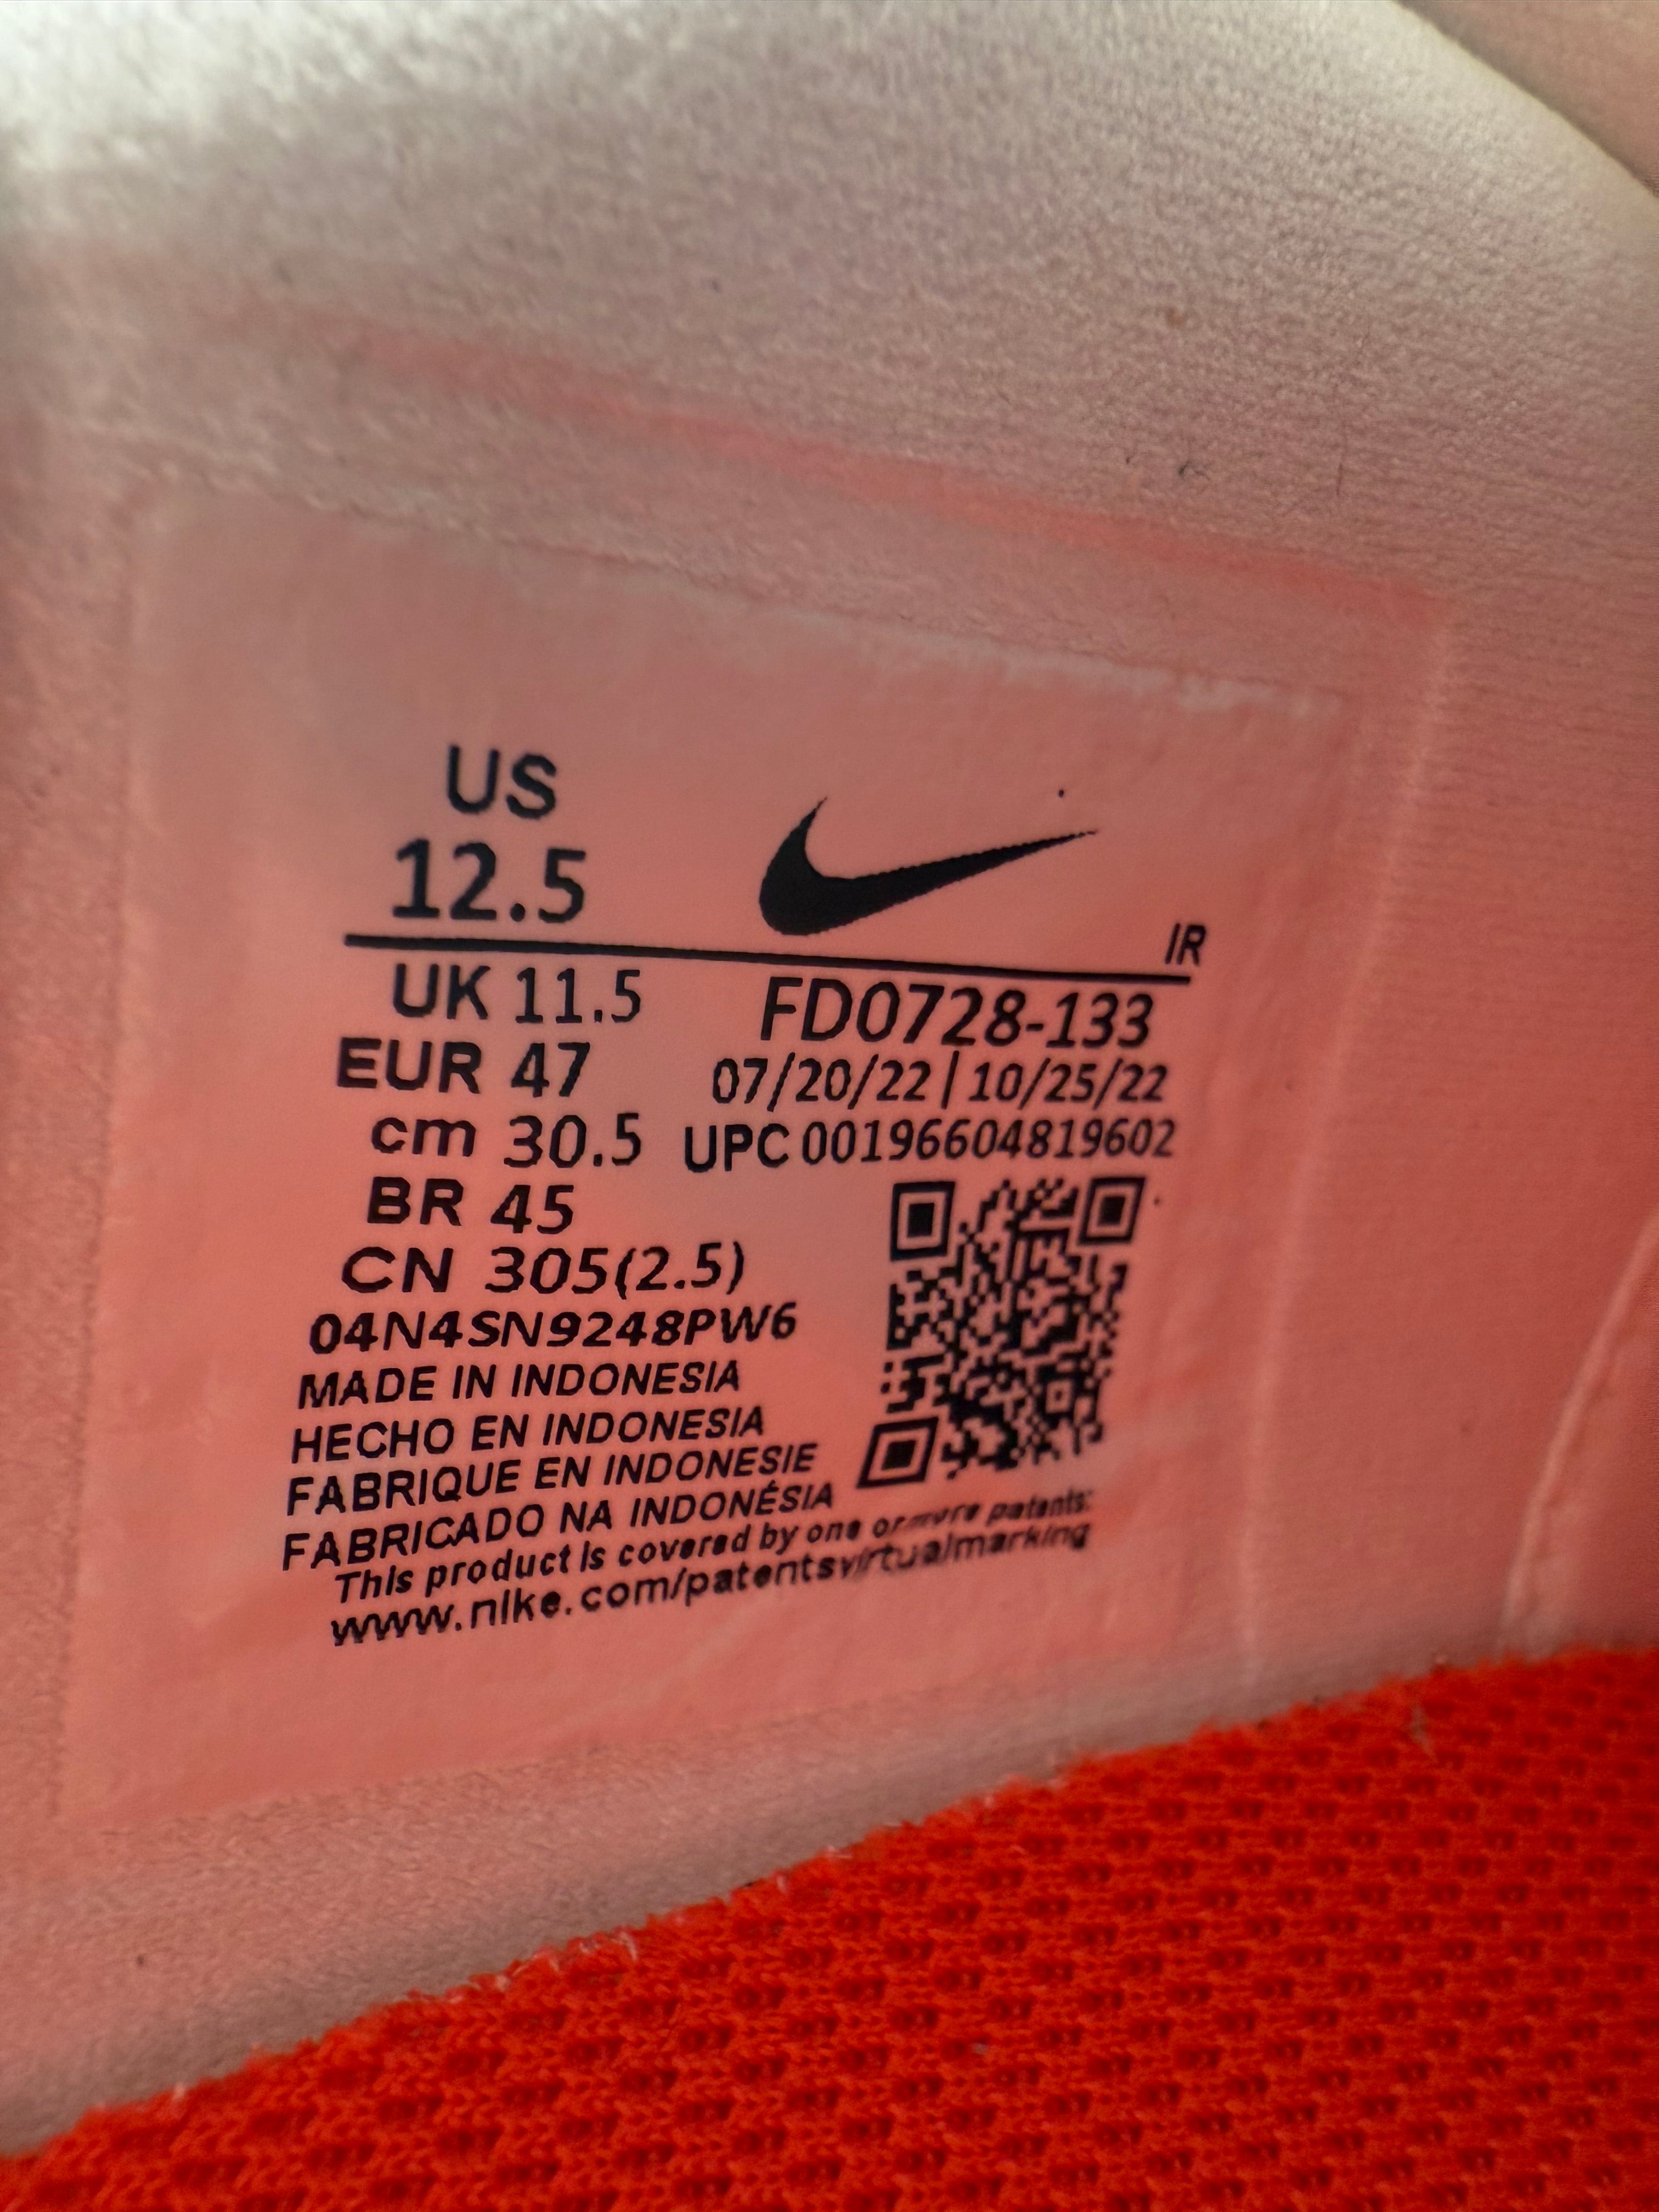 US
12.5
IR
UK 11.5 FD0728-133
EUR 47 07/20/22 | 10/25/22
cm 30.5 UPC 00196604819602
BR 45
CN 305(2.5)
04N4SN9248PW6
MADE IN INDONESIA
HECHO EN INDONESIA
FABRIQUE EN INDONESIE
FABRICADO NA INDONÉSIA
This product is covered by one or more patents:
www.nike.com/patentsvirtualmarking